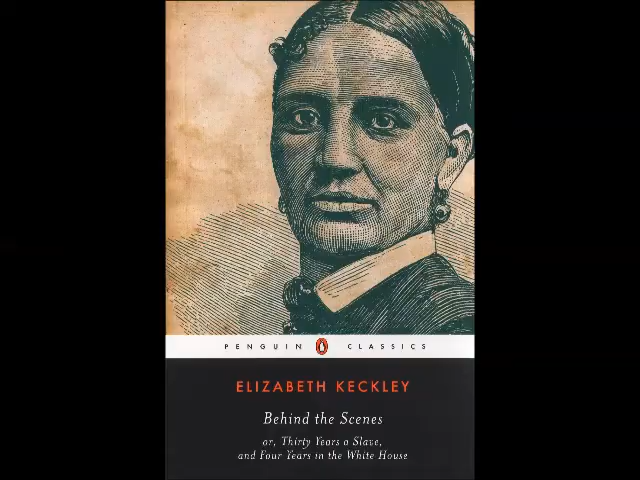 PENGUIN CLASSICS
ELIZABETH KECKLEY
Behind the Scenes
or, Thirty Years a Slave,
and Four Years in the White House